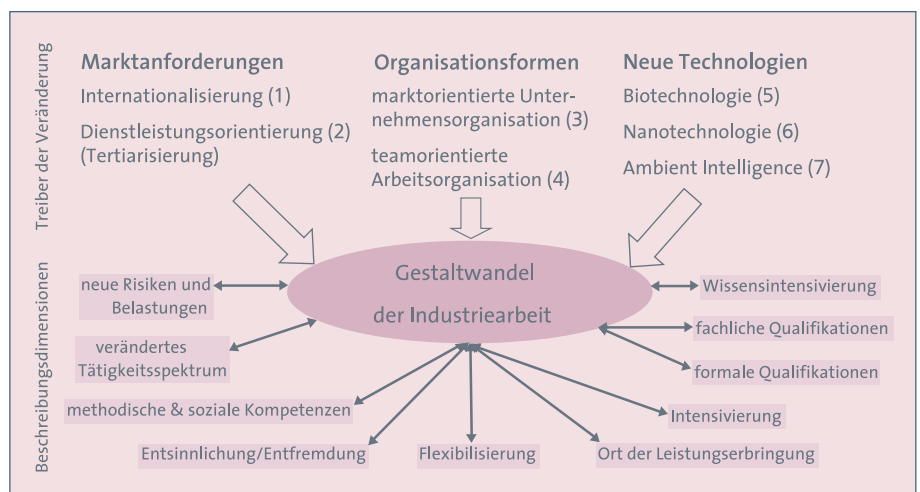 Treiber der Veränderung
Marktanforderungen
Internationalisierung (1)
Dienstleistungsorientierung (2)
(Tertiarisierung)
Organisationsformen
marktorientierte Unter-
nehmensorganisation (3)
teamorientierte
Arbeitsorganisation (4)
Neue Technologien
Biotechnologie (5)
Nanotechnologie (6)
Ambient Intelligence (7)
Gestaltwandel
der Industriearbeit
Beschreibungsdimensionen
neue Risiken und
Belastungen
verändertes
Tätigkeitsspektrum
methodische & soziale Kompetenzen
Entsinnlichung/Entfremdung
Flexibilisierung
Ort der Leistungserbringung
Intensivierung
formale Qualifikationen
fachliche Qualifikationen
Wissensintensivierung